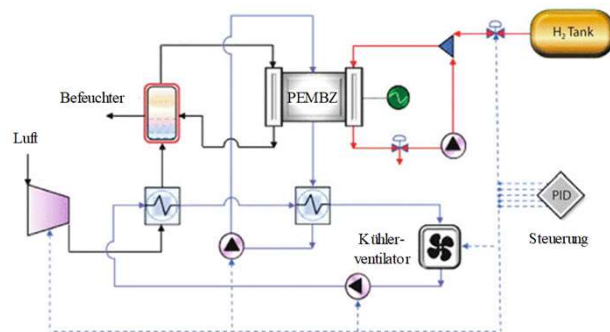 H₂ Tank
PEMBZ
Befeuchter
Luft
PID
Steuerung
Kühler-
ventilator